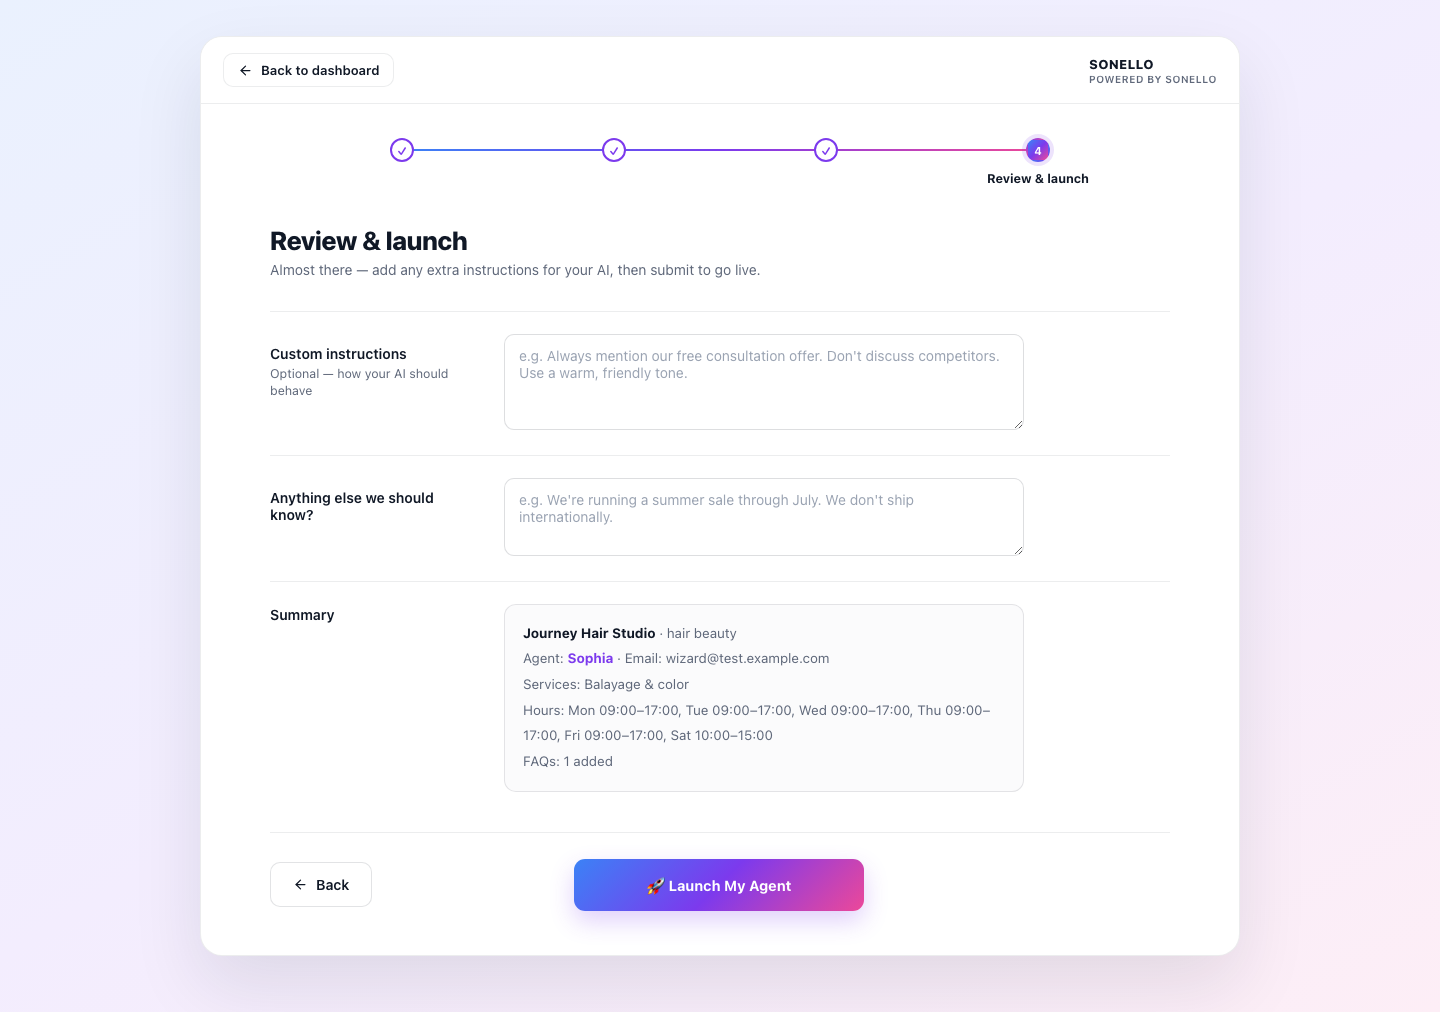 Back to dashboard
SONELLO
POWERED BY SONELLO
4
Review & launch
Review & launch
Almost there — add any extra instructions for your AI, then submit to go live.
Custom instructions
Optional — how your AI should
behave
e.g. Always mention our free consultation offer. Don't discuss competitors.
Use a warm, friendly tone.
Anything else we should
know?
e.g. We're running a summer sale through July. We don't ship
internationally.
Summary
Journey Hair Studio · hair beauty
Agent: Sophia · Email: wizard@test.example.com
Services: Balayage & color
Hours: Mon 09:00–17:00, Tue 09:00–17:00, Wed 09:00–17:00, Thu 09:00–
17:00, Fri 09:00–17:00, Sat 10:00–15:00
FAQs: 1 added
Back
🚀 Launch My Agent